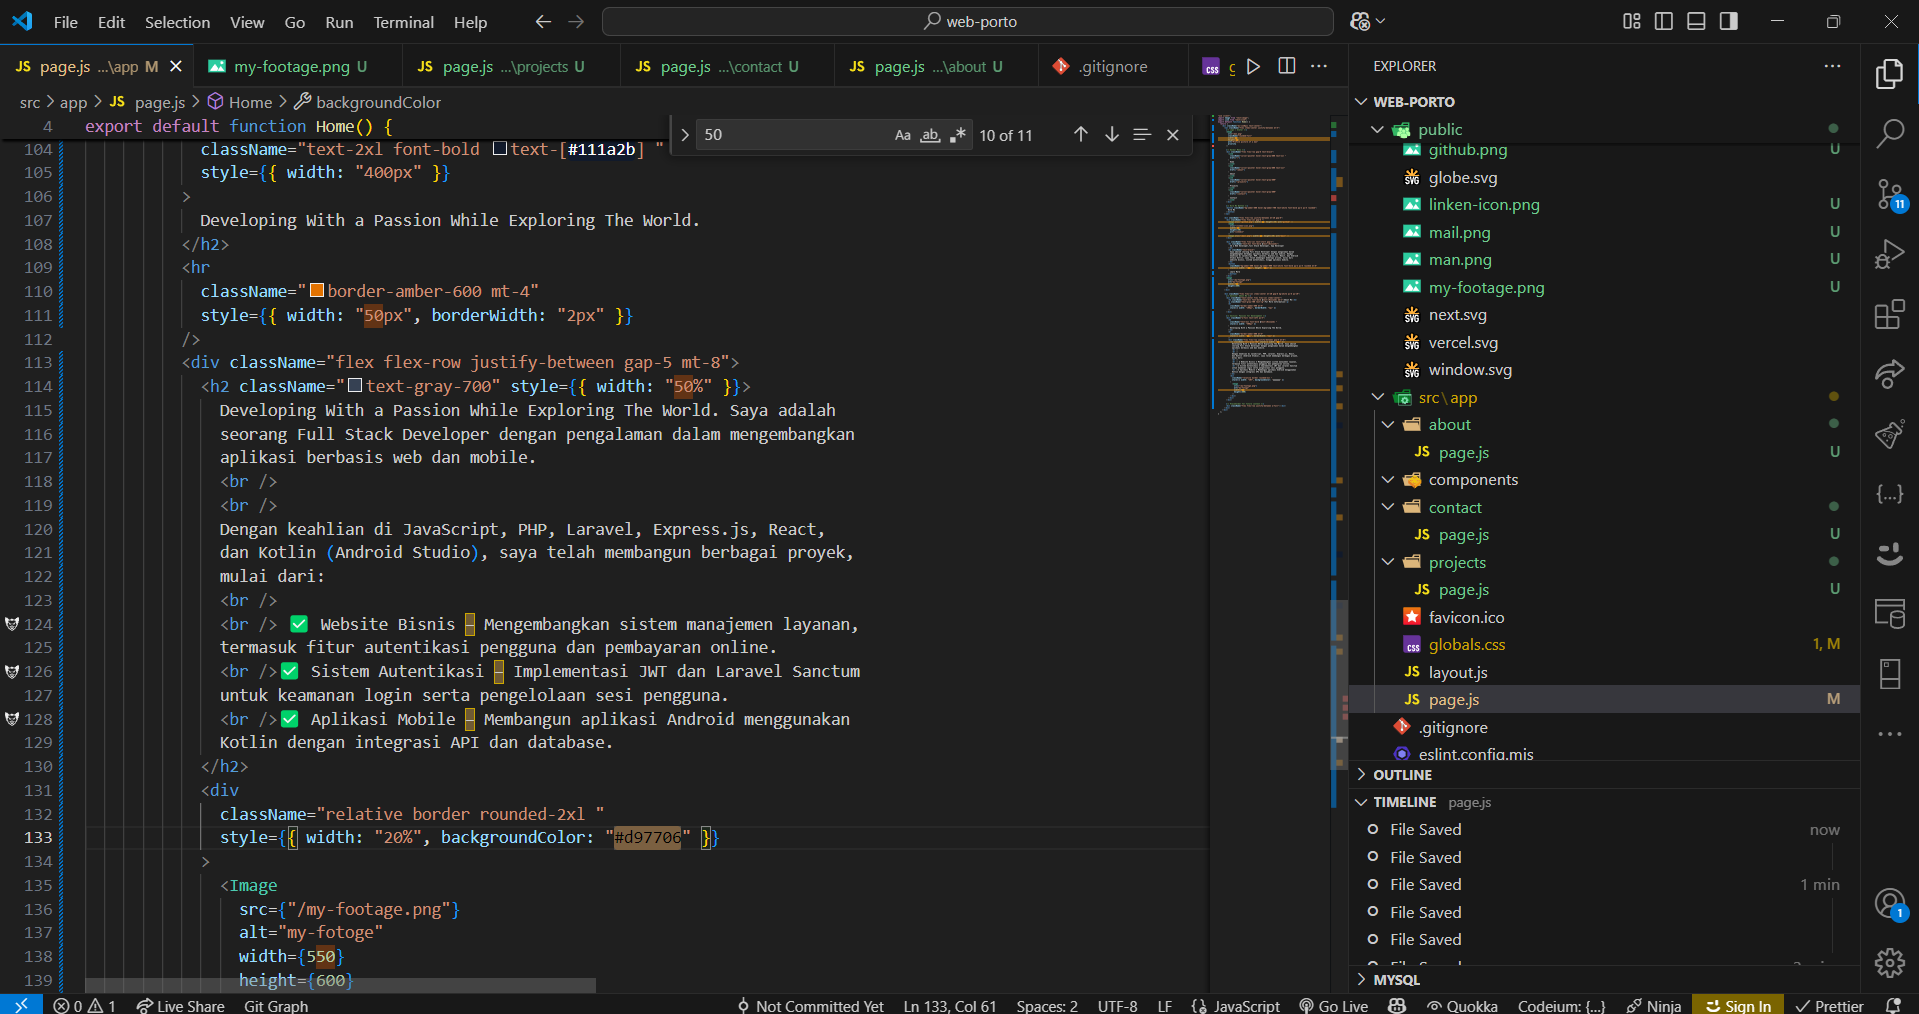 File Edit Selection View Go Run Terminal Help
web-porto
JS page.js ...\app M
my-footage.png U
JS page.js ...\projects U
JS page.js ...\contact U
JS page.js ...\about U
.gitignore
css g
src > app > JS page.js > Home > backgroundColor
4 export default function Home() {
50
Aa ab .*
10 of 11
104 className="text-2xl font-bold text-[#111a2b] "
105 style={{ width: "400px" }}
106 >
107 Developing With a Passion While Exploring The World.
108 </h2>
109 <hr
110 className="border-amber-600 mt-4"
111 style={{ width: "50px", borderWidth: "2px" }}
112 />
113 <div className="flex flex-row justify-between gap-5 mt-8">
114 <h2 className="text-gray-700" style={{ width: "50%" }}>
115 Developing With a Passion While Exploring The World. Saya adalah
116 seorang Full Stack Developer dengan pengalaman dalam mengembangkan
117 aplikasi berbasis web dan mobile.
118 <br />
119 <br />
120 Dengan keahlian di JavaScript, PHP, Laravel, Express.js, React,
121 dan Kotlin (Android Studio), saya telah membangun berbagai proyek,
122 mulai dari:
123 <br />
124 <br /> ✅ Website Bisnis – Mengembangkan sistem manajemen layanan,
125 termasuk fitur autentikasi pengguna dan pembayaran online.
126 <br />✅ Sistem Autentikasi – Implementasi JWT dan Laravel Sanctum
127 untuk keamanan login serta pengelolaan sesi pengguna.
128 <br />✅ Aplikasi Mobile – Membangun aplikasi Android menggunakan
129 Kotlin dengan integrasi API dan database.
130 </h2>
131 <div
132 className="relative border rounded-2xl "
133 style={{ width: "20%", backgroundColor: "#d97706" }}
134 >
135 <Image
136 src={"/my-footage.png"}
137 alt="my-fotoge"
138 width={550}
139 height={600}
EXPLORER
WEB-PORTO
public
github.png U
SVG globe.svg
linken-icon.png U
mail.png U
man.png U
my-footage.png U
SVG next.svg
SVG vercel.svg
SVG window.svg
src\app
about
JS page.js U
components
contact
JS page.js U
projects
JS page.js U
favicon.ico
css globals.css 1, M
JS layout.js
JS page.js M
.gitignore
eslint.config.mjs
OUTLINE
TIMELINE page.js
File Saved now
File Saved
File Saved 1 min
File Saved
File Saved
MYSQL
11
1
0 1 Live Share Git Graph
Not Committed Yet Ln 133, Col 61 Spaces: 2 UTF-8 LF {} JavaScript Go Live Quokka Codeium: {...} Ninja Sign In Prettier